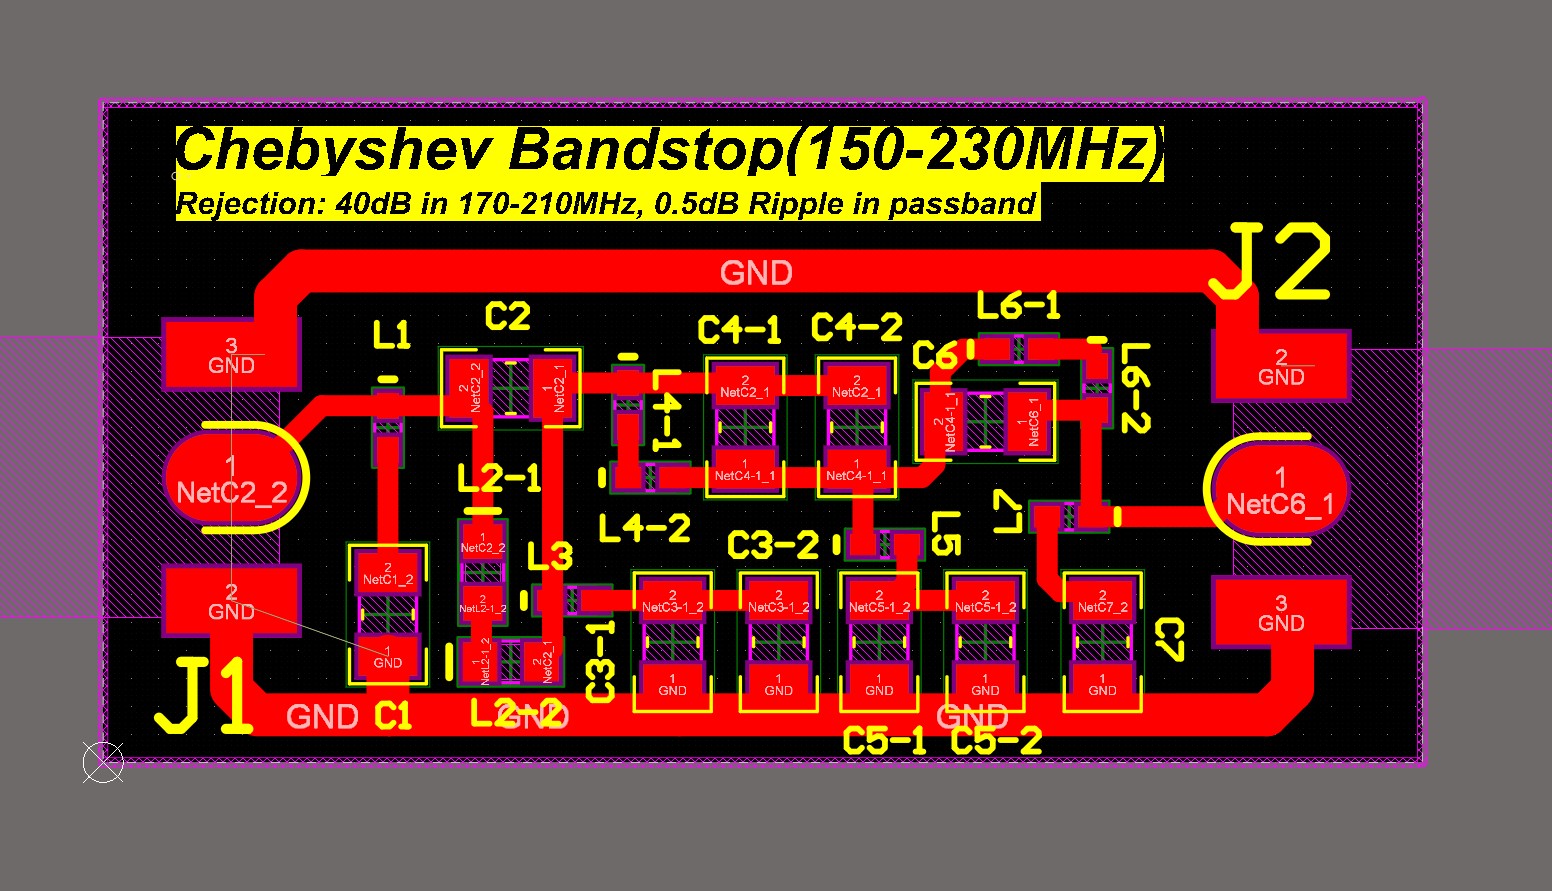 Chebyshev Bandstop(150-230MHz)
Rejection: 40dB in 170-210MHz, 0.5dB Ripple in passband
J2
GND
L6-1
C2
C4-1
C4-2
L1
C6
L6-2
3
GND
2
GND
2
NetC2_2
1
NetC2_1
L4-1
2
NetC2_1
2
NetC2_1
2
NetC4-1_1
1
NetC6_1
1
NetC2_2
L2-1
1
NetC4-1_1
1
NetC4-1_1
1
NetC6_1
L7
L4-2
L5
C3-2
L3
2
NetC2_2
2
NetC1_2
2
GND
2
NetL2-1_2
2
NetC3-1_2
2
NetC3-1_2
2
NetC5-1_2
2
NetC5-1_2
2
NetC7_2
3
GND
C7
C3-1
1
GND
1
NetL2-1_2
2
NetC2_1
1
GND
1
GND
1
GND
1
GND
1
GND
J1
GND
C1
L2-2
GND
GND
C5-1
C5-2